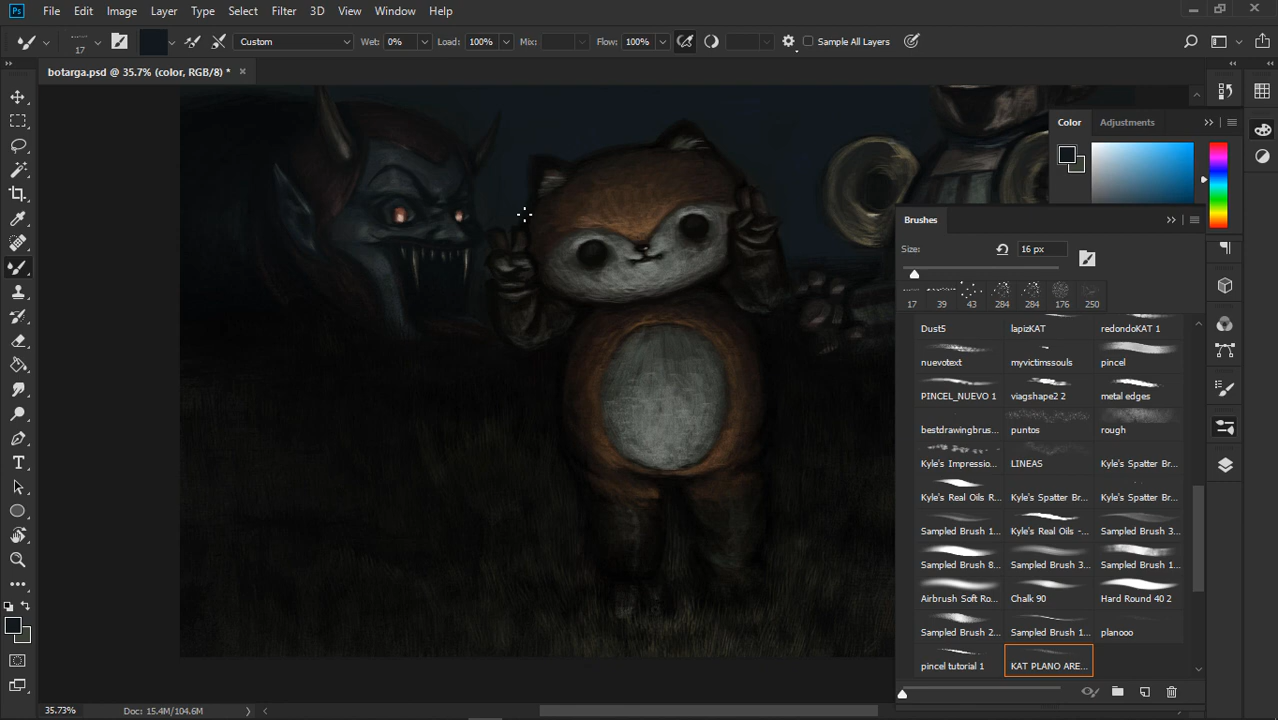 Ps File Edit Image Layer Type Select Filter 3D View Window Help
17 Custom Wet: 0% Load: 100% Mix: Flow: 100% Sample All Layers
botarga.psd @ 35.7% (color, RGB/8) * ×
Color Adjustments
Brushes
Size: 16 px
17 39 43 284 284 176 250
Dust5 lapizKAT redondoKAT 1
nuevotext myvictimssouls pincel
PINCEL_NUEVO 1 viagshape2 2 metal edges
bestdrawingbrus... puntos rough
Kyle's Impressio... LINEAS Kyle's Spatter Br...
Kyle's Real Oils R... Kyle's Spatter Br... Kyle's Spatter Br...
Sampled Brush 1... Kyle's Real Oils -... Sampled Brush 3...
Sampled Brush 8... Sampled Brush 3... Sampled Brush 1...
Airbrush Soft Ro... Chalk 90 Hard Round 40 2
Sampled Brush 2... Sampled Brush 1... planooo
pincel tutorial 1 KAT PLANO ARE...
35.73% Doc: 15.4M/104.6M